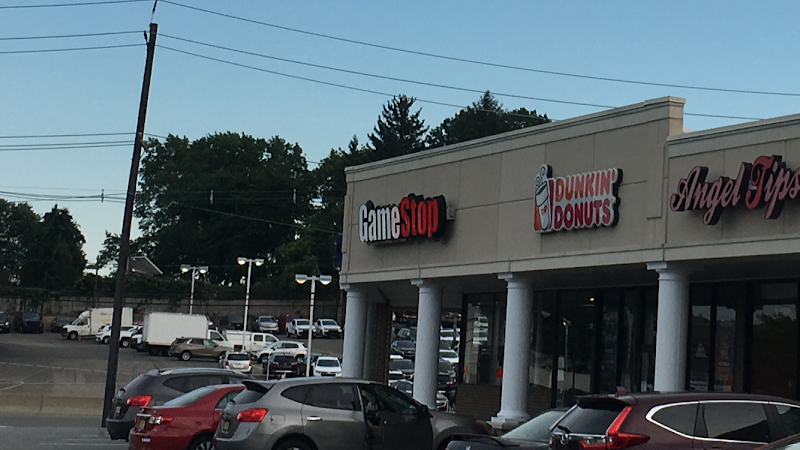 GameStop
DUNKIN'
DONUTS
Angel Tips